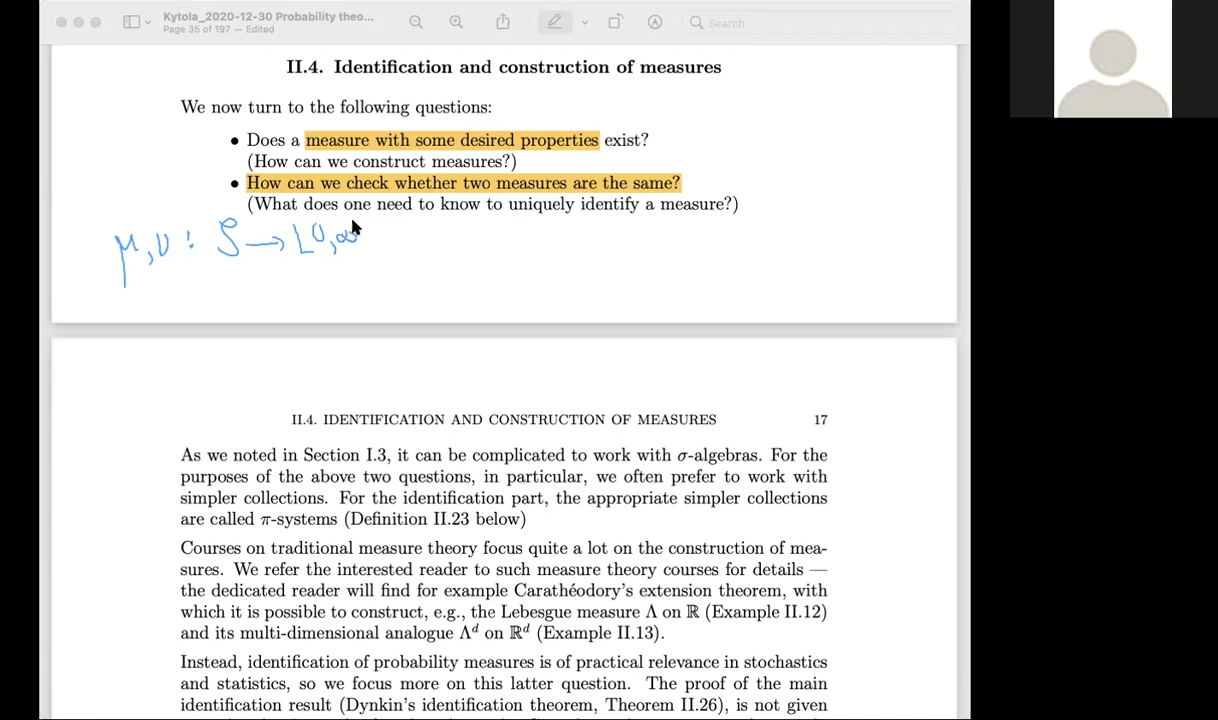 Kytola_2020-12-30 Probability theo...
Page 35 of 197 — Edited
Search
II.4. Identification and construction of measures
We now turn to the following questions:
• Does a measure with some desired properties exist?
(How can we construct measures?)
• How can we check whether two measures are the same?
(What does one need to know to uniquely identify a measure?)
μ, ν : S → [0, ∞
II.4. IDENTIFICATION AND CONSTRUCTION OF MEASURES 17
As we noted in Section I.3, it can be complicated to work with σ-algebras. For the
purposes of the above two questions, in particular, we often prefer to work with
simpler collections. For the identification part, the appropriate simpler collections
are called π-systems (Definition II.23 below)
Courses on traditional measure theory focus quite a lot on the construction of mea-
sures. We refer the interested reader to such measure theory courses for details —
the dedicated reader will find for example Carathéodory's extension theorem, with
which it is possible to construct, e.g., the Lebesgue measure Λ on ℝ (Example II.12)
and its multi-dimensional analogue Λᵈ on ℝᵈ (Example II.13).
Instead, identification of probability measures is of practical relevance in stochastics
and statistics, so we focus more on this latter question. The proof of the main
identification result (Dynkin's identification theorem, Theorem II.26), is not given